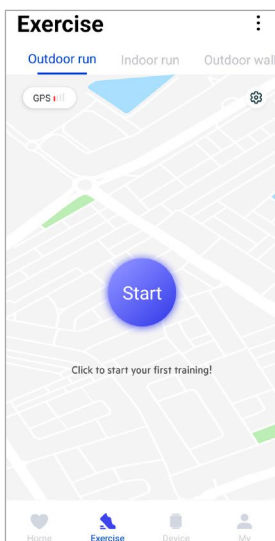 Exercise
Outdoor run Indoor run Outdoor wal
GPS
Start
Click to start your first training!
Home Exercise Device My